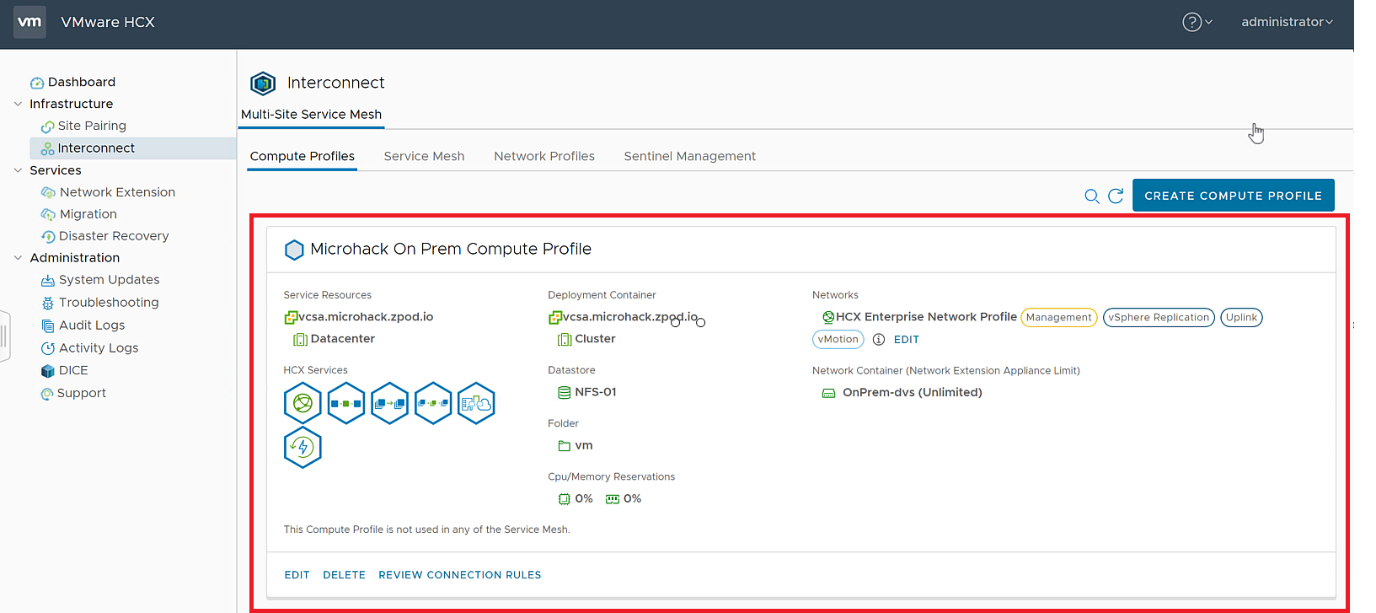 vm VMware HCX
administrator
Dashboard
Infrastructure
Site Pairing
Interconnect
Services
Network Extension
Migration
Disaster Recovery
Administration
System Updates
Troubleshooting
Audit Logs
Activity Logs
DICE
Support
Interconnect
Multi-Site Service Mesh
Compute Profiles Service Mesh Network Profiles Sentinel Management
CREATE COMPUTE PROFILE
Microhack On Prem Compute Profile
Service Resources
vcsa.microhack.zpod.io
Datacenter
HCX Services
Deployment Container
vcsa.microhack.zpod.io
Cluster
Datastore
NFS-01
Folder
vm
Cpu/Memory Reservations
0% 0%
Networks
HCX Enterprise Network Profile Management vSphere Replication Uplink
vMotion EDIT
Network Container (Network Extension Appliance Limit)
OnPrem-dvs (Unlimited)
This Compute Profile is not used in any of the Service Mesh.
EDIT DELETE REVIEW CONNECTION RULES